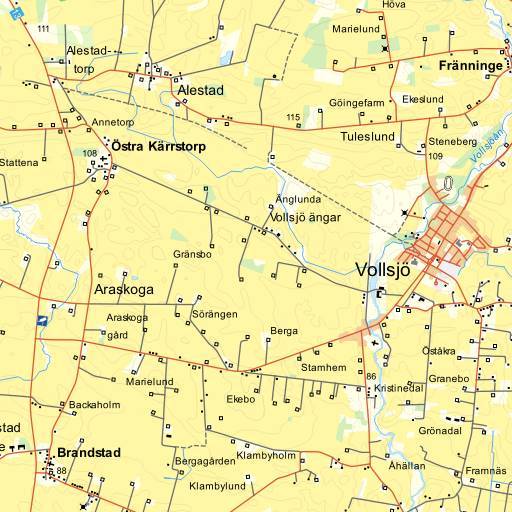 Höva
Marielund
111
Alestad-
torp
Fränninge
Alestad
Göingefarm
Ekeslund
115
Annetorp
Tuleslund
Steneberg
109
Vollsjöån
Östra Kärrstorp
Stattena
108
Änglunda
Vollsjö ängar
Gränsbo
Vollsjö
Araskoga
Araskoga
gård
Sörängen
Berga
Öståkra
Stamhem
86
Granebo
Marielund
Kristinedal
Ekebo
Backaholm
Grönadal
stad
e
Brandstad
88
Klambyholm
Bergagården
Åhällan
Framnäs
Klambylund